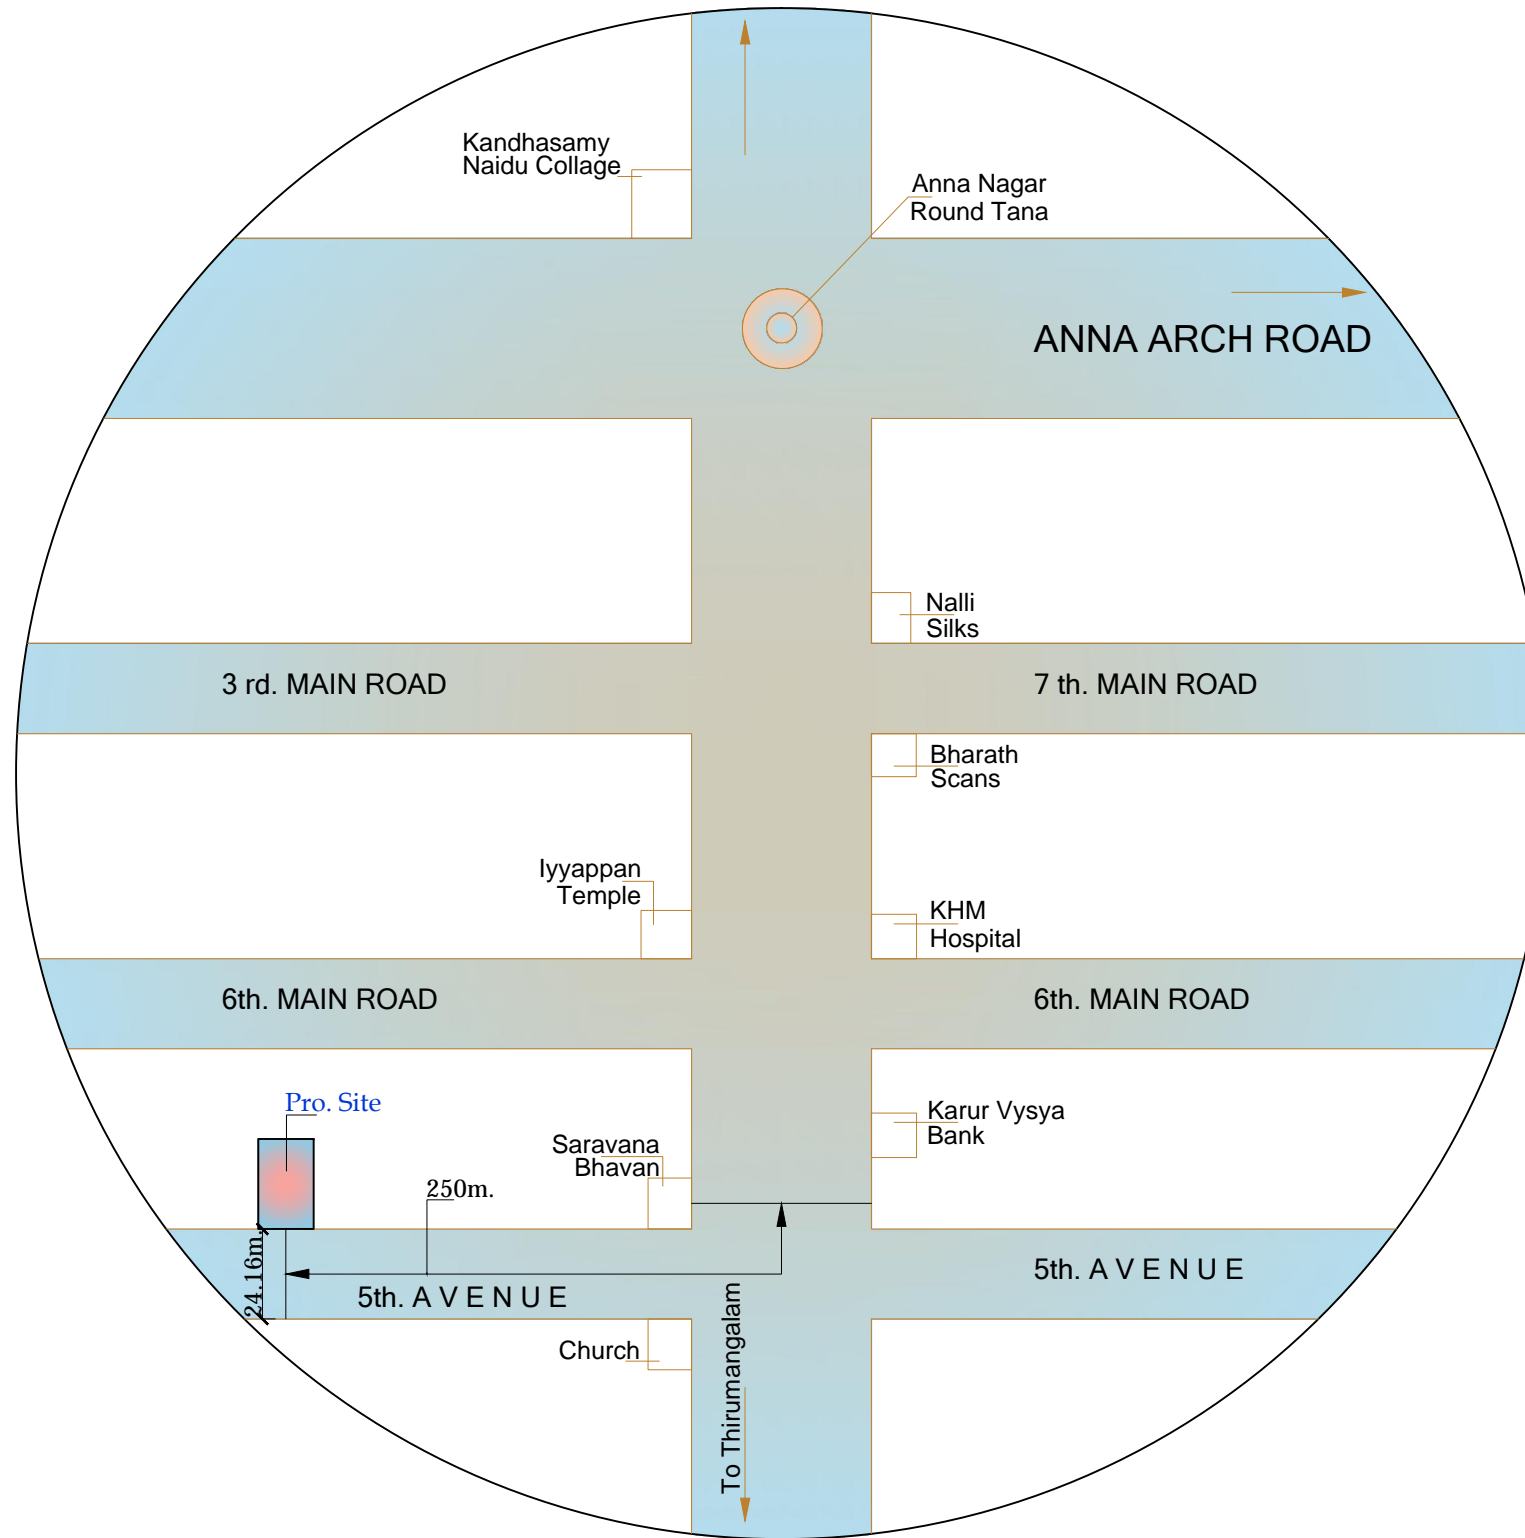 Kandhasamy
Naidu Collage
Anna Nagar
Round Tana
ANNA ARCH ROAD
Nalli
Silks
3 rd. MAIN ROAD
7 th. MAIN ROAD
Bharath
Scans
Iyyappan
Temple
KHM
Hospital
6th. MAIN ROAD
6th. MAIN ROAD
Pro. Site
Karur Vysya
Bank
Saravana
Bhavan
250m.
24.16m.
5th. A V E N U E
5th. A V E N U E
Church
To Thirumangalam